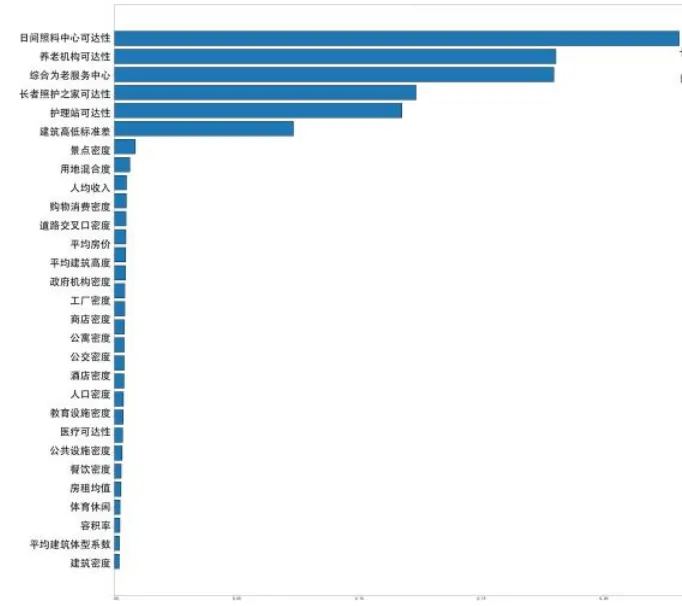 日间照料中心可达性
养老机构可达性
综合为老服务中心
长者照护之家可达性
护理站可达性
建筑高低标准差
景点密度
用地混合度
人均收入
购物消费密度
道路交叉口密度
平均房价
平均建筑高度
政府机构密度
工厂密度
商店密度
公寓密度
公交密度
酒店密度
人口密度
教育设施密度
医疗可达性
公共设施密度
餐饮密度
房租均值
体育休闲
容积率
平均建筑体型系数
建筑密度